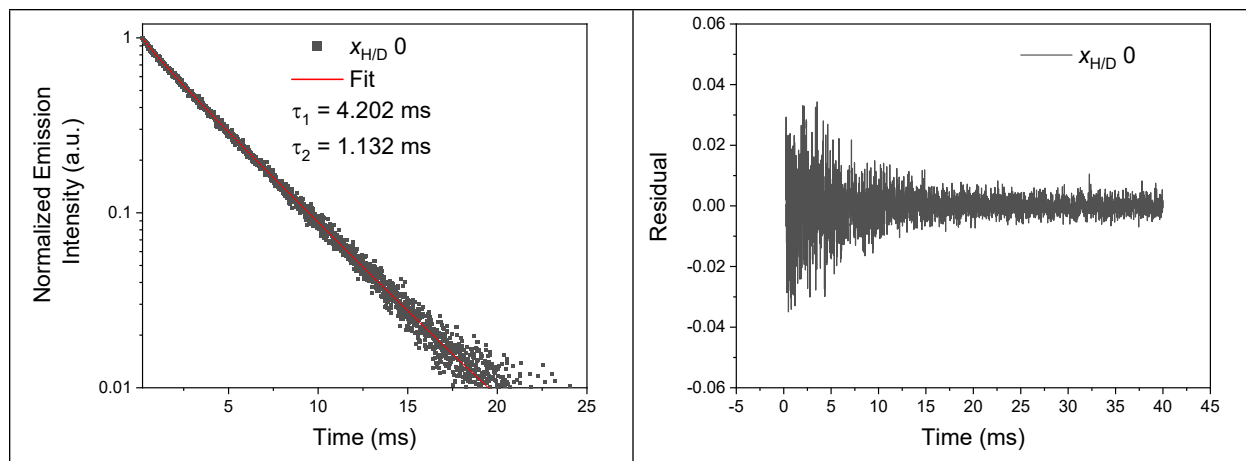 1
0.1
0.01
Normalized Emission
Intensity (a.u.)
x_H/D 0
Fit
τ₁ = 4.202 ms
τ₂ = 1.132 ms
5 10 15 20 25
Time (ms)
0.06
0.04
0.02
0.00
-0.02
-0.04
-0.06
Residual
x_H/D 0
-5 0 5 10 15 20 25 30 35 40 45
Time (ms)